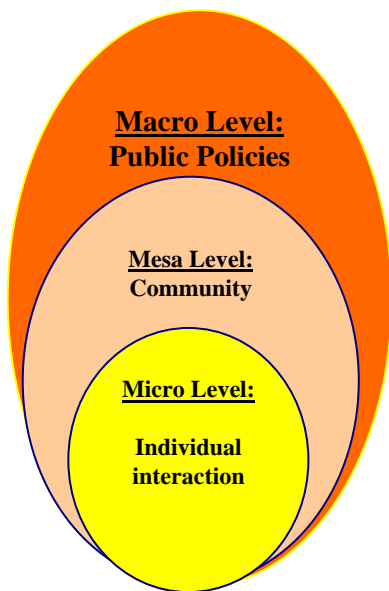 Macro Level:
Public Policies
Mesa Level:
Community
Micro Level:
Individual
interaction